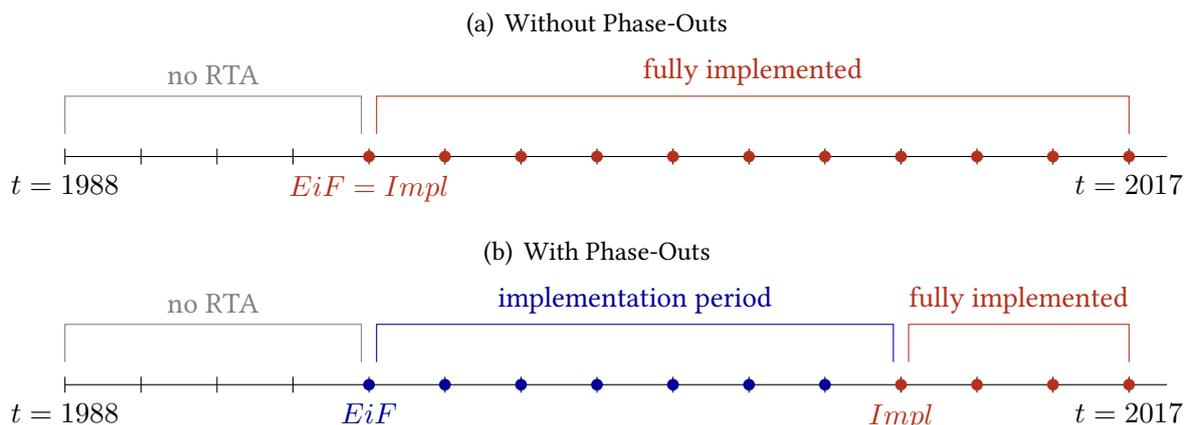 (a) Without Phase-Outs
no RTA
fully implemented
t = 1988
EiF = Impl
t = 2017
(b) With Phase-Outs
no RTA
implementation period
fully implemented
t = 1988
EiF
Impl
t = 2017